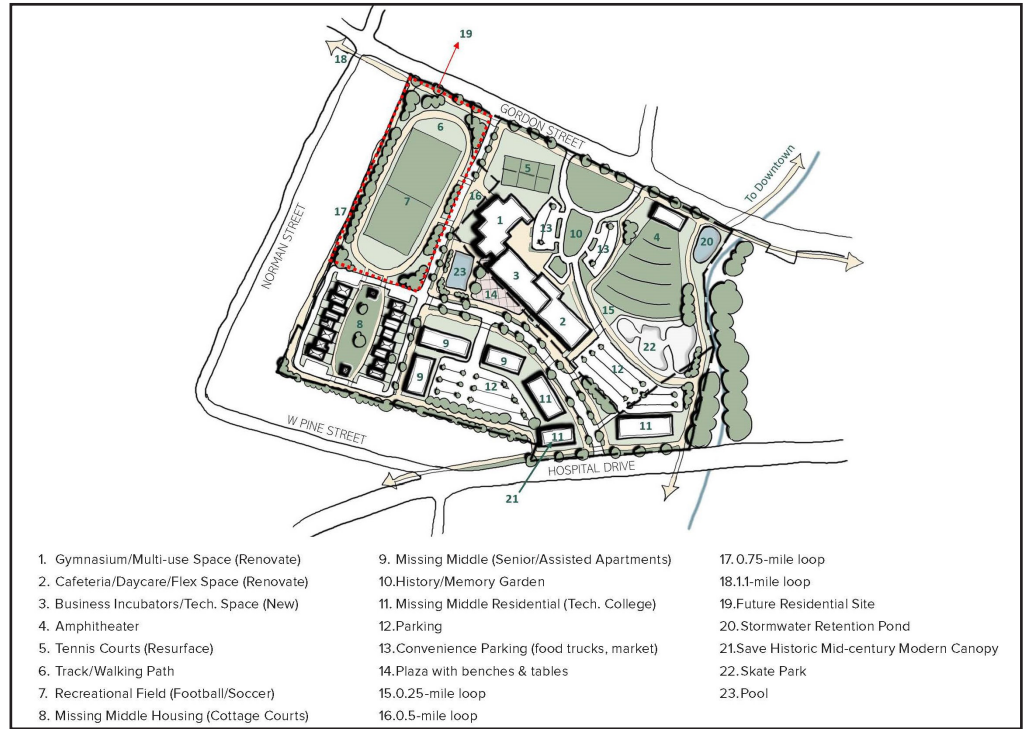 19
18
GORDON STREET
6
5
To Downtown
16
17
7
1
13
10
4
13
20
NORMAN STREET
23
3
14
15
8
2
9
22
9
9
12
12
11
11
11
W PINE STREET
HOSPITAL DRIVE
21
1. Gymnasium/Multi-use Space (Renovate)
2. Cafeteria/Daycare/Flex Space (Renovate)
3. Business Incubators/Tech. Space (New)
4. Amphitheater
5. Tennis Courts (Resurface)
6. Track/Walking Path
7. Recreational Field (Football/Soccer)
8. Missing Middle Housing (Cottage Courts)
9. Missing Middle (Senior/Assisted Apartments)
10.History/Memory Garden
11. Missing Middle Residential (Tech. College)
12.Parking
13.Convenience Parking (food trucks, market)
14.Plaza with benches & tables
15.0.25-mile loop
16.0.5-mile loop
17.0.75-mile loop
18.1.1-mile loop
19.Future Residential Site
20.Stormwater Retention Pond
21.Save Historic Mid-century Modern Canopy
22.Skate Park
23.Pool